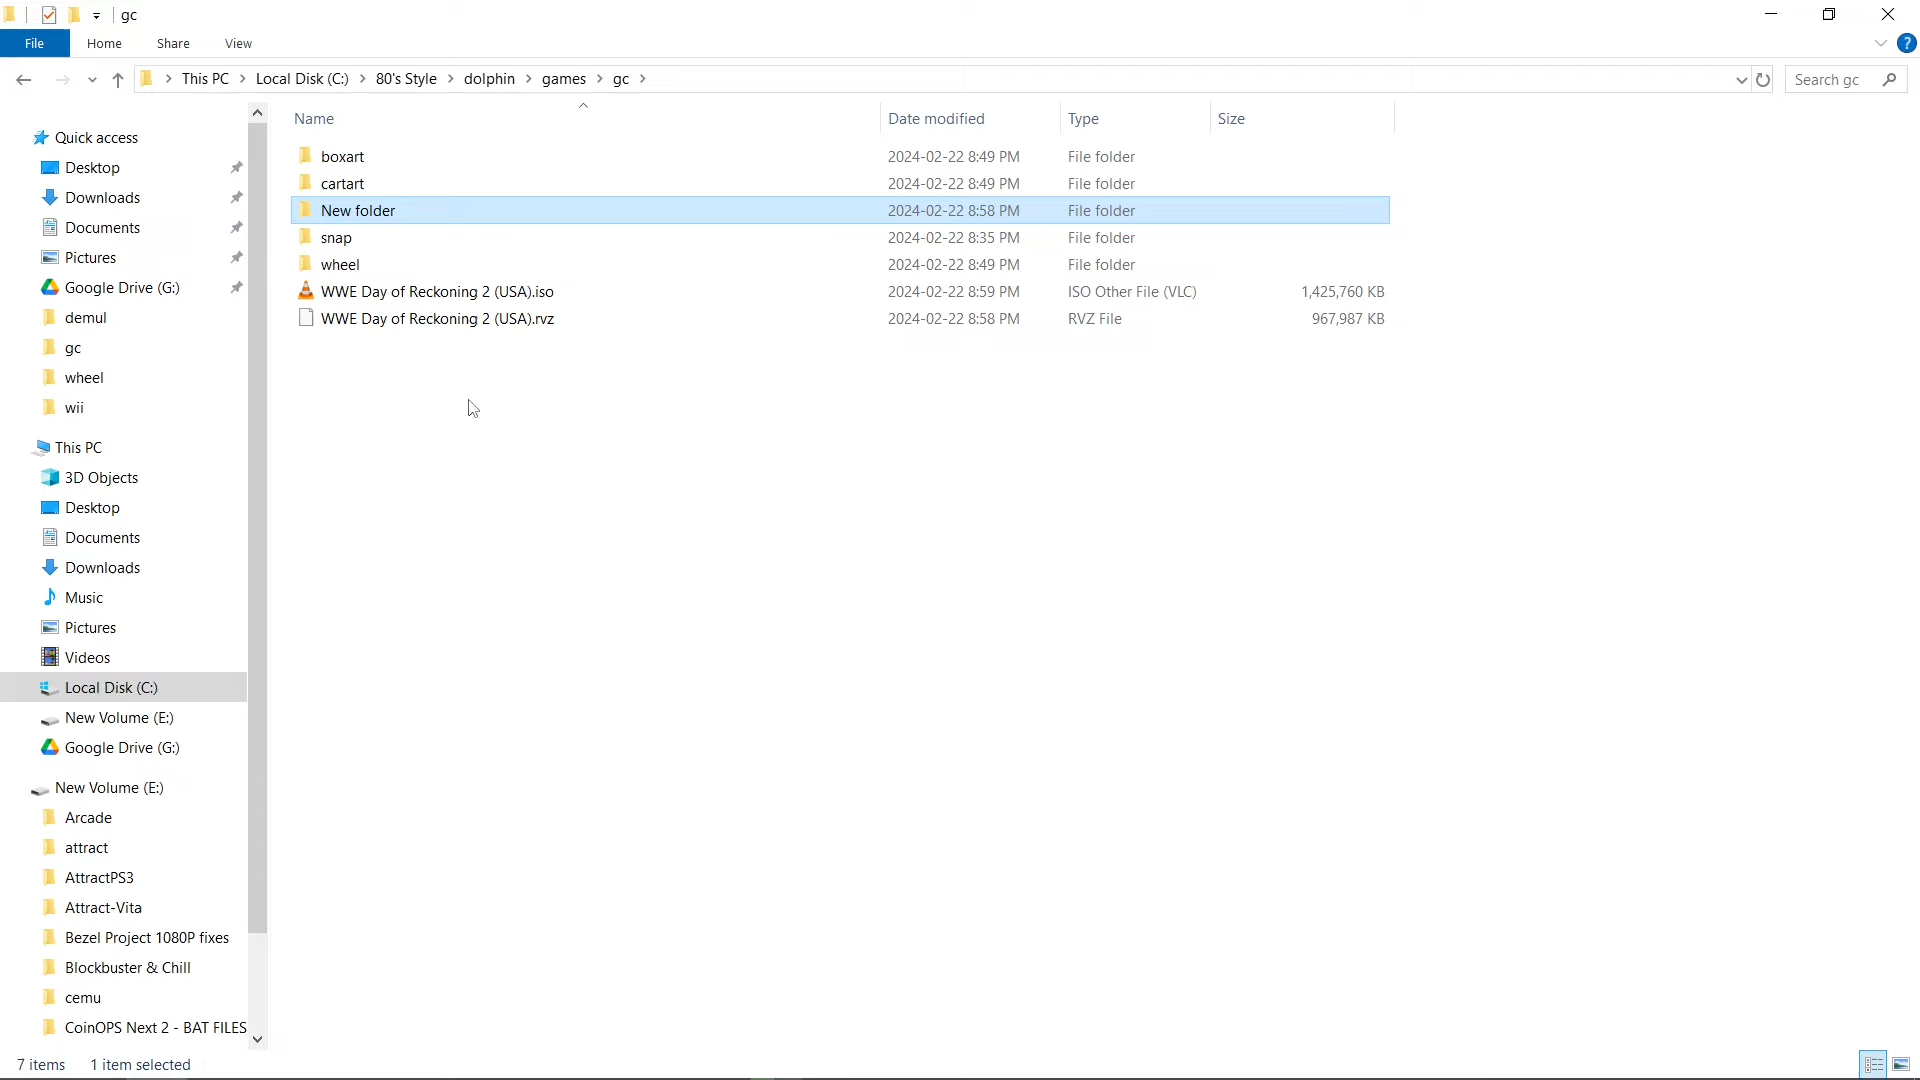 gc
File Home Share View
This PC Local Disk (C:) 80's Style dolphin games gc
Search gc
Name Date modified Type Size
boxart 2024-02-22 8:49 PM File folder
cartart 2024-02-22 8:49 PM File folder
New folder 2024-02-22 8:58 PM File folder
snap 2024-02-22 8:35 PM File folder
wheel 2024-02-22 8:49 PM File folder
WWE Day of Reckoning 2 (USA).iso 2024-02-22 8:59 PM ISO Other File (VLC) 1,425,760 KB
WWE Day of Reckoning 2 (USA).rvz 2024-02-22 8:58 PM RVZ File 967,987 KB
Quick access
Desktop
Downloads
Documents
Pictures
Google Drive (G:)
demul
gc
wheel
wii
This PC
3D Objects
Desktop
Documents
Downloads
Music
Pictures
Videos
Local Disk (C:)
New Volume (E:)
Google Drive (G:)
New Volume (E:)
Arcade
attract
AttractPS3
Attract-Vita
Bezel Project 1080P fixes
Blockbuster & Chill
cemu
CoinOPS Next 2 - BAT FILES
7 items 1 item selected